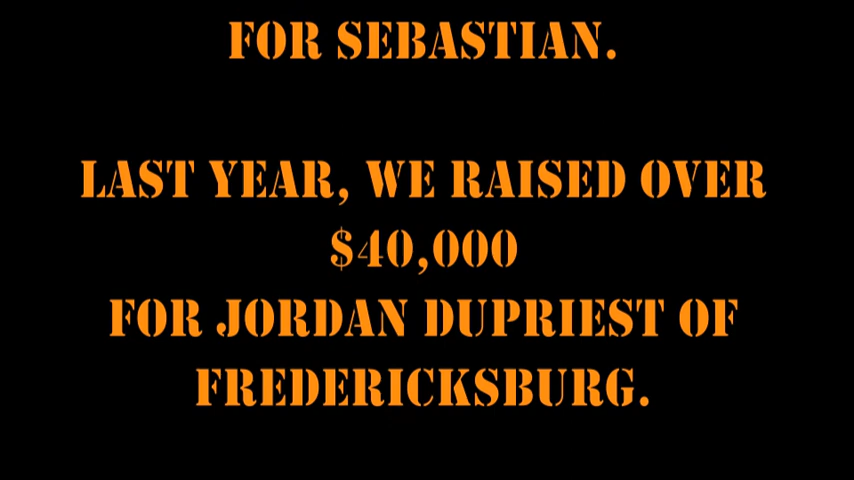 FOR SEBASTIAN.
LAST YEAR, WE RAISED OVER
$40,000
FOR JORDAN DUPRIEST OF
FREDERICKSBURG.